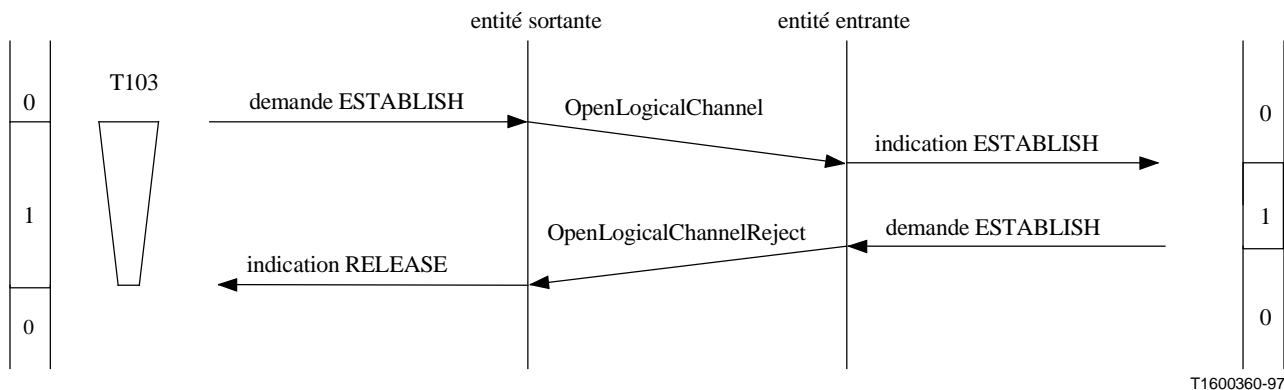 entité sortante
entité entrante
T103
0
demande ESTABLISH
OpenLogicalChannel
0
indication ESTABLISH
1
1
OpenLogicalChannelReject
demande ESTABLISH
indication RELEASE
0
0
T1600360-97